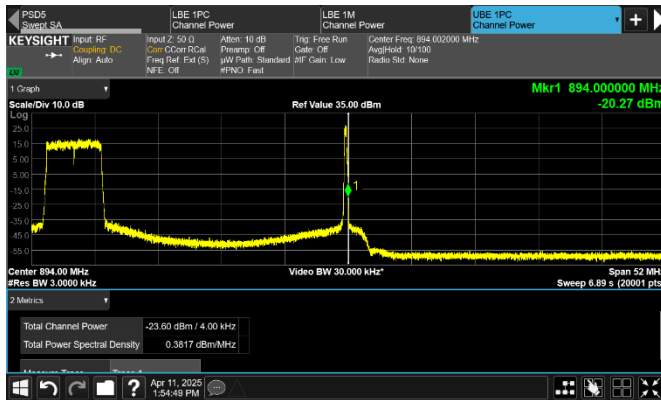 PSD5
Swept SA
LBE 1PC
Channel Power
LBE 1M
Channel Power
UBE 1PC
Channel Power
KEYSIGHT
Input: RF
Coupling: DC
Align: Auto
Input Z: 50 Ω
Corr CCorr RCal
Freq Ref: Ext (S)
NFE: Off
Atten: 10 dB
Preamp: Off
µW Path: Standard
#PNO: Fast
Trig: Free Run
Gate: Off
#IF Gain: Low
Center Freq: 894.002000 MHz
Avg|Hold: 10/100
Radio Std: None
1 Graph
Mkr1 894.000000 MHz
Scale/Div 10.0 dB
Ref Value 35.00 dBm
-20.27 dBm
Log
25.0
15.0
5.00
-5.00
-15.0
-25.0
-35.0
-45.0
-55.0
1
Center 894.00 MHz
Video BW 30.000 kHz*
Span 52 MHz
#Res BW 3.0000 kHz
Sweep 6.89 s (20001 pts)
2 Metrics
Total Channel Power -23.60 dBm / 4.00 kHz
Total Power Spectral Density 0.3817 dBm/MHz
Apr 11, 2025
1:54:49 PM